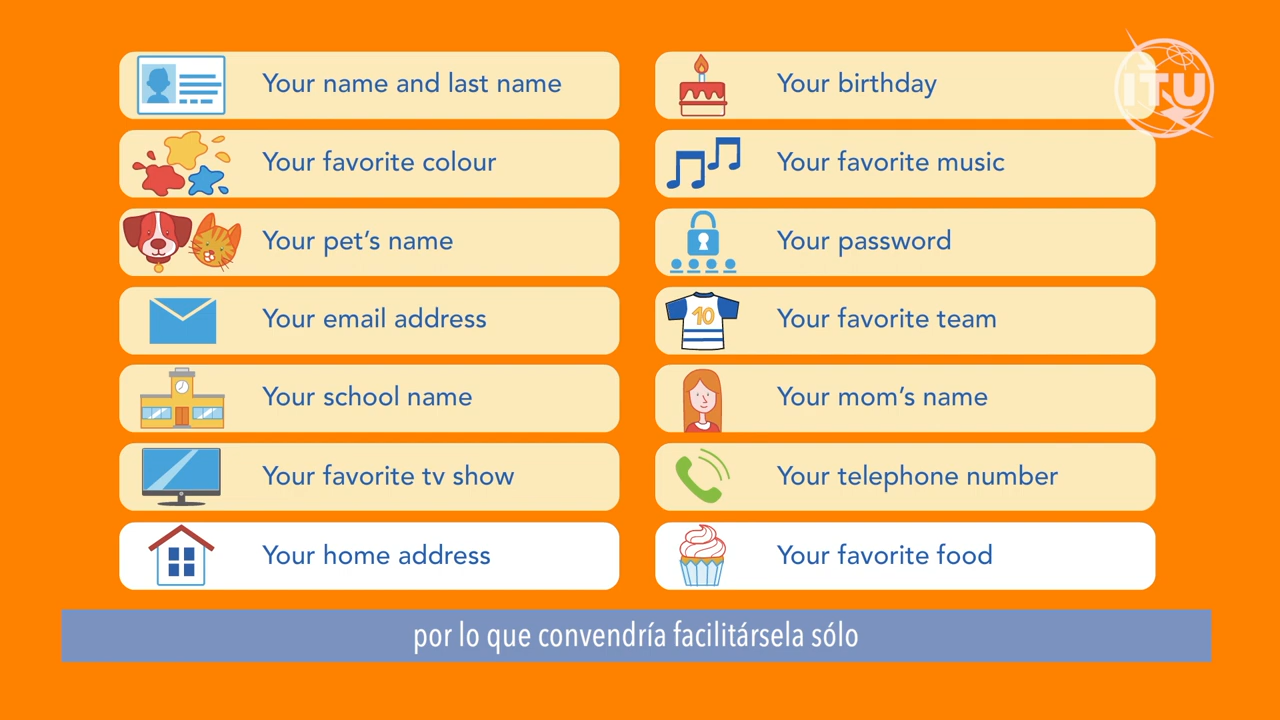 Your name and last name
Your birthday
ITU
Your favorite colour
Your favorite music
Your pet's name
Your password
Your email address
10
Your favorite team
Your school name
Your mom's name
Your favorite tv show
Your telephone number
Your home address
Your favorite food
por lo que convendría facilitársela sólo